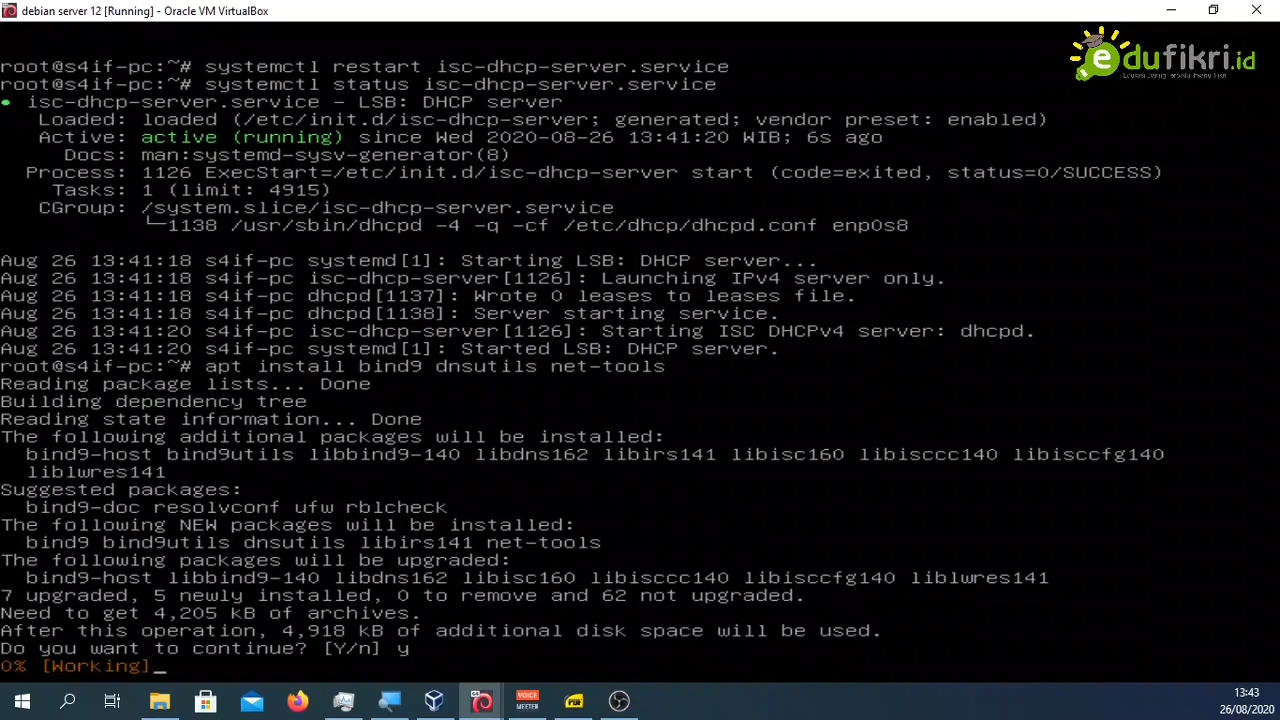 debian server 12 [Running] - Oracle VM VirtualBox
edufikri.id
root@s4if-pc:~# systemctl restart isc-dhcp-server.service
root@s4if-pc:~# systemctl status isc-dhcp-server.service
● isc-dhcp-server.service - LSB: DHCP server
Loaded: loaded (/etc/init.d/isc-dhcp-server; generated; vendor preset: enabled)
Active: active (running) since Wed 2020-08-26 13:41:20 WIB; 6s ago
Docs: man:systemd-sysv-generator(8)
Process: 1126 ExecStart=/etc/init.d/isc-dhcp-server start (code=exited, status=0/SUCCESS)
Tasks: 1 (limit: 4915)
CGroup: /system.slice/isc-dhcp-server.service
└─1138 /usr/sbin/dhcpd -4 -q -cf /etc/dhcp/dhcpd.conf enp0s8
Aug 26 13:41:18 s4if-pc systemd[1]: Starting LSB: DHCP server...
Aug 26 13:41:18 s4if-pc isc-dhcp-server[1126]: Launching IPv4 server only.
Aug 26 13:41:18 s4if-pc dhcpd[1137]: Wrote 0 leases to leases file.
Aug 26 13:41:18 s4if-pc dhcpd[1138]: Server starting service.
Aug 26 13:41:20 s4if-pc isc-dhcp-server[1126]: Starting ISC DHCPv4 server: dhcpd.
Aug 26 13:41:20 s4if-pc systemd[1]: Started LSB: DHCP server.
root@s4if-pc:~# apt install bind9 dnsutils net-tools
Reading package lists... Done
Building dependency tree
Reading state information... Done
The following additional packages will be installed:
bind9-host bind9utils libbind9-140 libdns162 libirs141 libisc160 libisccc140 libisccfg140
liblwres141
Suggested packages:
bind9-doc resolvconf ufw rblcheck
The following NEW packages will be installed:
bind9 bind9utils dnsutils libirs141 net-tools
The following packages will be upgraded:
bind9-host libbind9-140 libdns162 libisc160 libisccc140 libisccfg140 liblwres141
7 upgraded, 5 newly installed, 0 to remove and 62 not upgraded.
Need to get 4,205 kB of archives.
After this operation, 4,918 kB of additional disk space will be used.
Do you want to continue? [Y/n] y
0% [Working]
VOICE
MEETER
13:43
26/08/2020